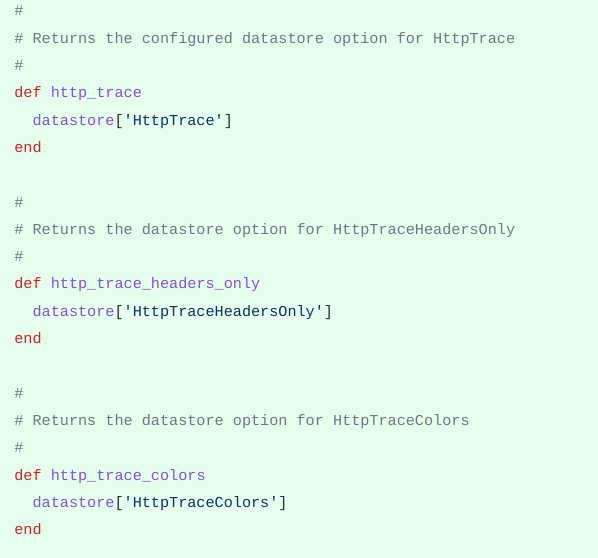 #
# Returns the configured datastore option for HttpTrace
#
def http_trace
  datastore['HttpTrace']
end

#
# Returns the datastore option for HttpTraceHeadersOnly
#
def http_trace_headers_only
  datastore['HttpTraceHeadersOnly']
end

#
# Returns the datastore option for HttpTraceColors
#
def http_trace_colors
  datastore['HttpTraceColors']
end